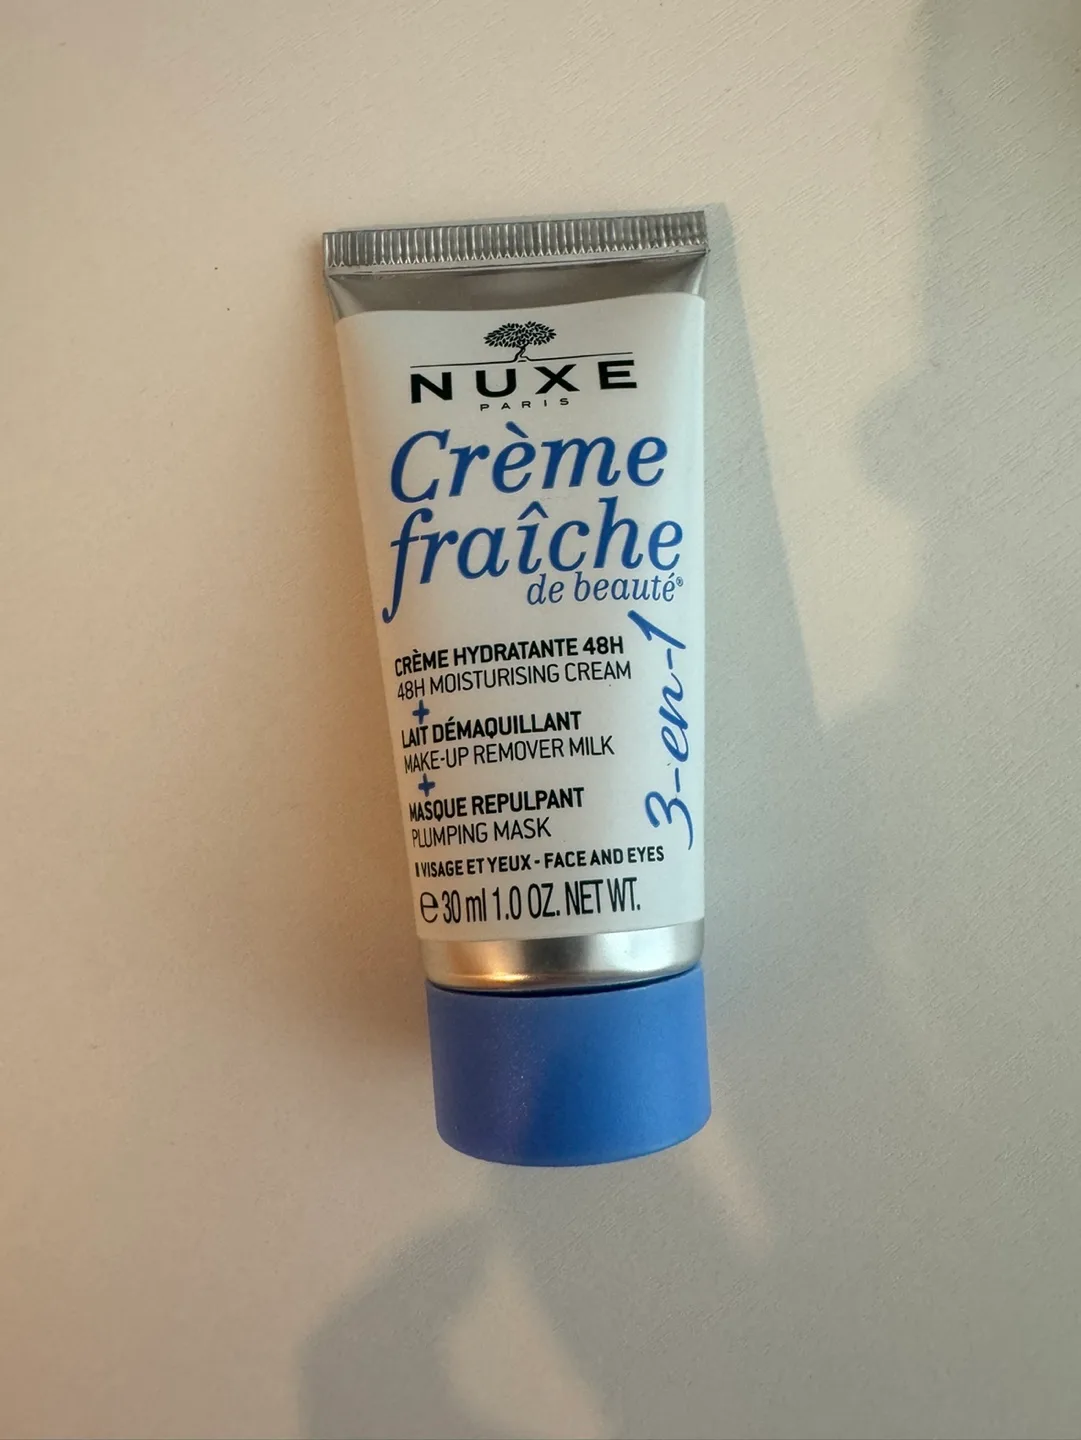 NUXE
PARIS
Crème
fraîche
de beauté®
3-en-1
CRÈME HYDRATANTE 48H
48H MOISTURISING CREAM
+
LAIT DÉMAQUILLANT
MAKE-UP REMOVER MILK
+
MASQUE REPULPANT
PLUMPING MASK
VISAGE ET YEUX - FACE AND EYES
e 30 ml 1.0 OZ. NET WT.